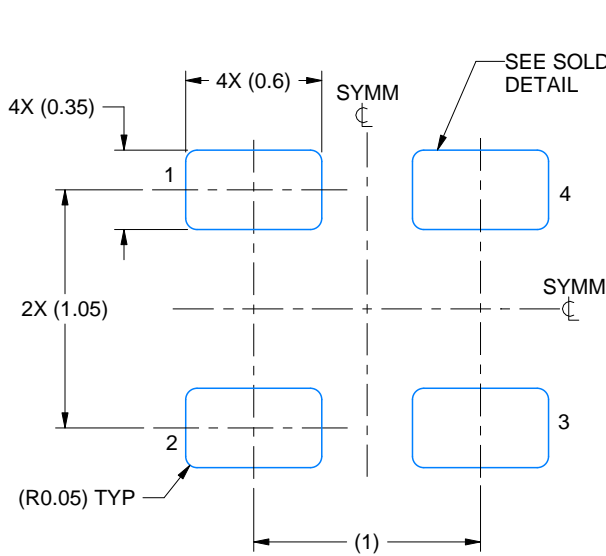 4X (0.6)
SEE SOLD
DETAIL
SYMM
4X (0.35)
1
4
SYMM
2X (1.05)
3
2
(R0.05) TYP
(1)